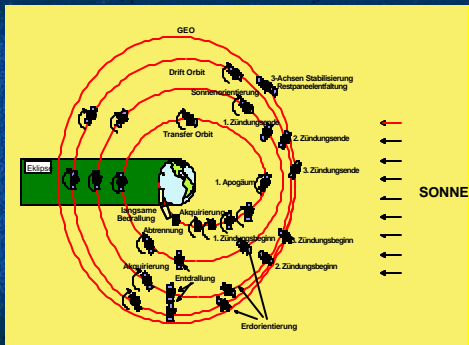 GEO
Drift Orbit
3-Achsen Stabilisierung
Restpaneelentfaltung
Sonnenorientierung
1. Zündungsende
2. Zündungsende
Transfer Orbit
3. Zündungsende
Eklipse
1. Apogäum
SONNE
langsame
Bedrallung
Akquirierung
Abtrennung
1. Zündungsbeginn
3. Zündungsbeginn
2. Zündungsbeginn
Akquirierung
Entdrallung
Erdorientierung